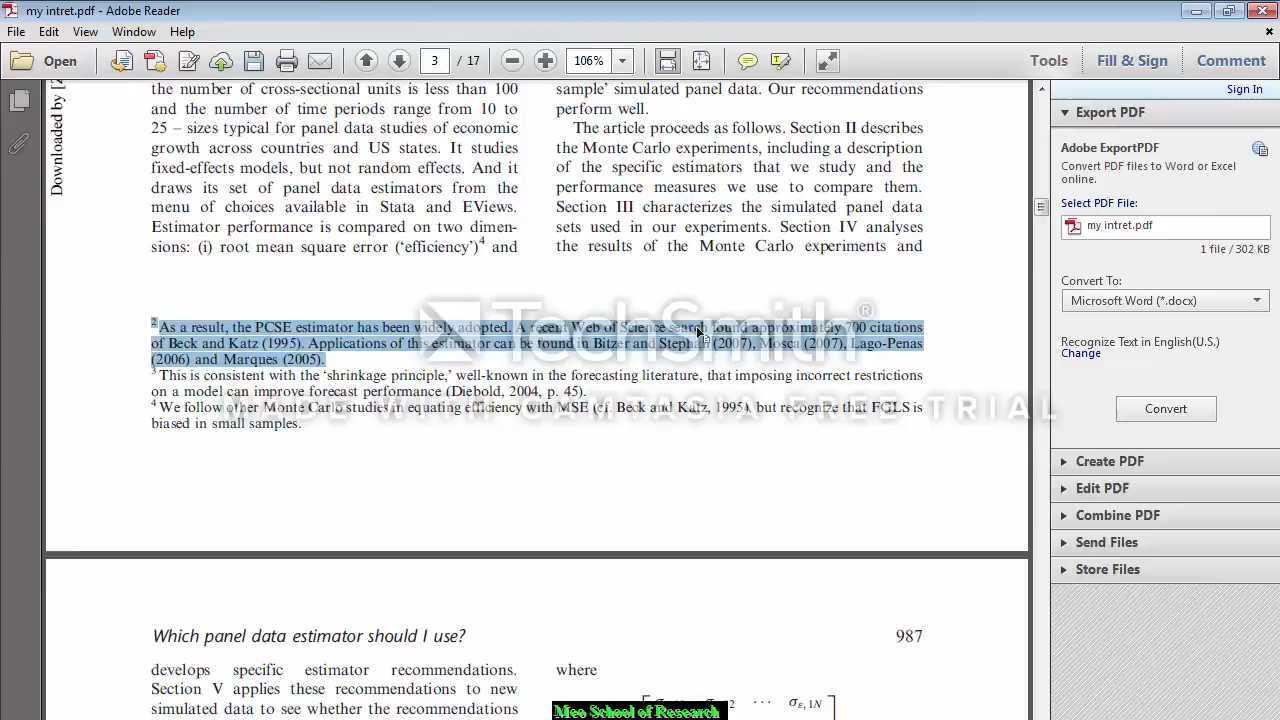 my intret.pdf - Adobe Reader
File Edit View Window Help
Open 3 / 17 106% Tools Fill & Sign Comment
Sign In
Export PDF
Adobe ExportPDF
Convert PDF files to Word or Excel
online.
Select PDF File:
my intret.pdf
1 file / 302 KB
Convert To:
Microsoft Word (*.docx)
Recognize Text in English(U.S.)
Change
Convert
Create PDF
Edit PDF
Combine PDF
Send Files
Store Files
Downloaded by [
the number of cross-sectional units is less than 100
and the number of time periods range from 10 to
25 – sizes typical for panel data studies of economic
growth across countries and US states. It studies
fixed-effects models, but not random effects. And it
draws its set of panel data estimators from the
menu of choices available in Stata and EViews.
Estimator performance is compared on two dimen-
sions: (i) root mean square error (‘efficiency’)4 and
sample’ simulated panel data. Our recommendations
perform well.
The article proceeds as follows. Section II describes
the Monte Carlo experiments, including a description
of the specific estimators that we study and the
performance measures we use to compare them.
Section III characterizes the simulated panel data
sets used in our experiments. Section IV analyses
the results of the Monte Carlo experiments and
2 As a result, the PCSE estimator has been widely adopted. A recent Web of Science search found approximately 700 citations
of Beck and Katz (1995). Applications of this estimator can be found in Bitzer and Stephan (2007), Mosca (2007), Lago-Penas
(2006) and Marques (2005).
3 This is consistent with the ‘shrinkage principle,’ well-known in the forecasting literature, that imposing incorrect restrictions
on a model can improve forecast performance (Diebold, 2004, p. 45).
4 We follow other Monte Carlo studies in equating efficiency with MSE (cf. Beck and Katz, 1995), but recognize that FGLS is
biased in small samples.
TechSmith®
MADE WITH CAMTASIA FREE TRIAL
Which panel data estimator should I use? 987
develops specific estimator recommendations.
Section V applies these recommendations to new
simulated data to see whether the recommendations
where
σε, 1N
Meo School of Research